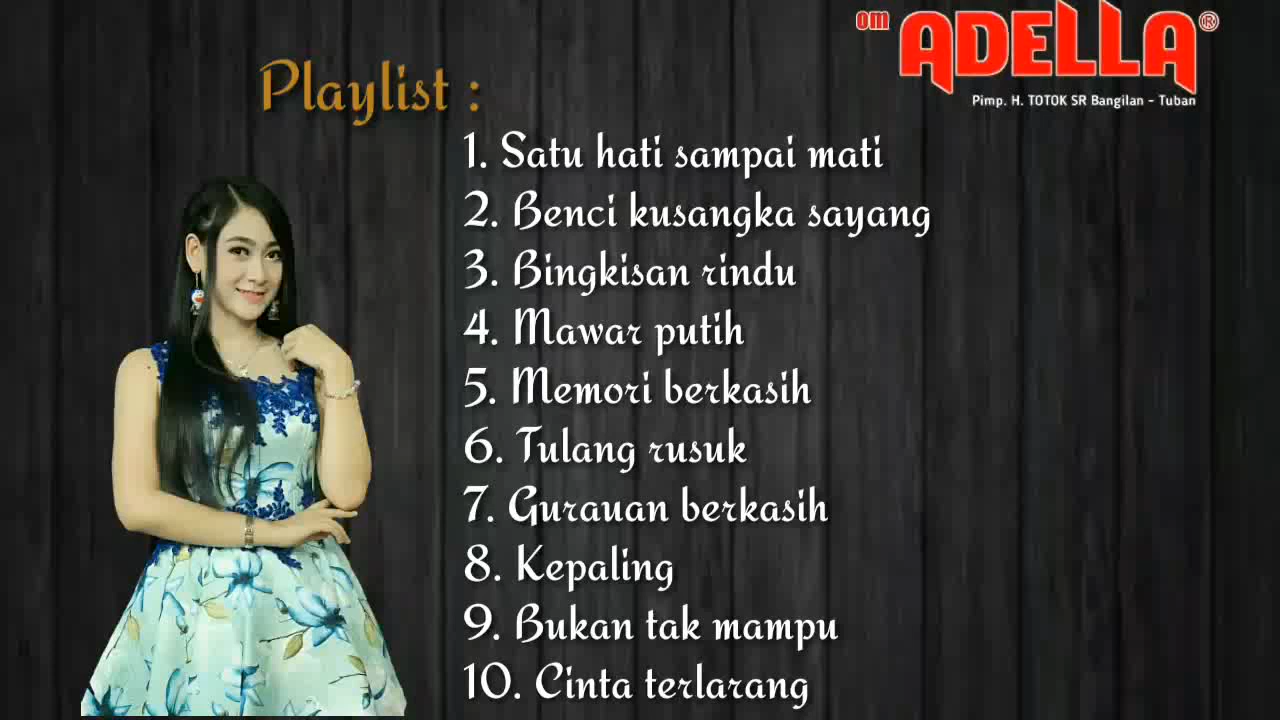 om ADELLA®
Pimp. H. TOTOK SR Bangilan - Tuban
Playlist :
1. Satu hati sampai mati
2. Benci kusangka sayang
3. Bingkisan rindu
4. Mawar putih
5. Memori berkasih
6. Tulang rusuk
7. Gurauan berkasih
8. Kepaling
9. Bukan tak mampu
10. Cinta terlarang